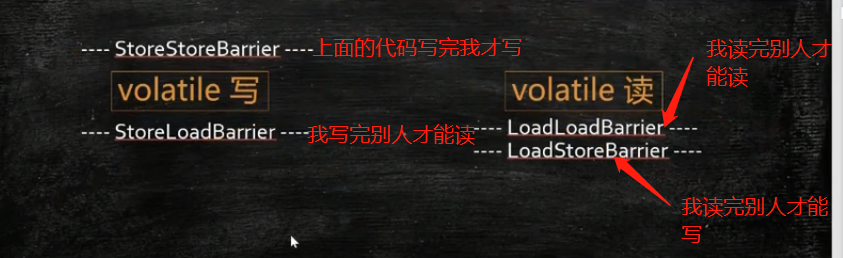 ---- StoreStoreBarrier ----上面的代码写完我才写
volatile 写
---- StoreLoadBarrier ----我写完别人才能读
我读完别人才
能读
volatile 读
---- LoadLoadBarrier ----
---- LoadStoreBarrier ----
我读完别人才能
写